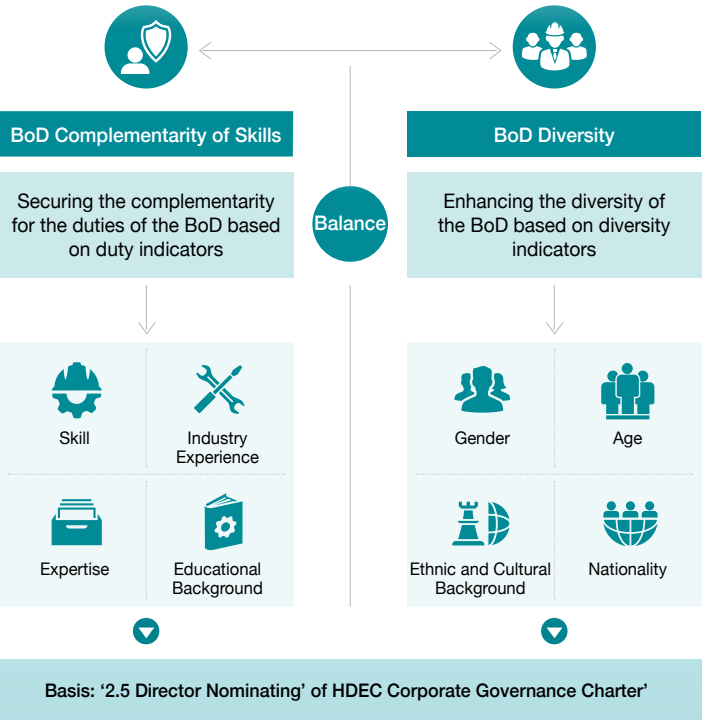 BoD Complementarity of Skills
Securing the complementarity
for the duties of the BoD based
on duty indicators
Balance
BoD Diversity
Enhancing the diversity of
the BoD based on diversity
indicators
Skill
Industry
Experience
Expertise
Educational
Background
Gender
Age
Ethnic and Cultural
Background
Nationality
Basis: ‘2.5 Director Nominating’ of HDEC Corporate Governance Charter’